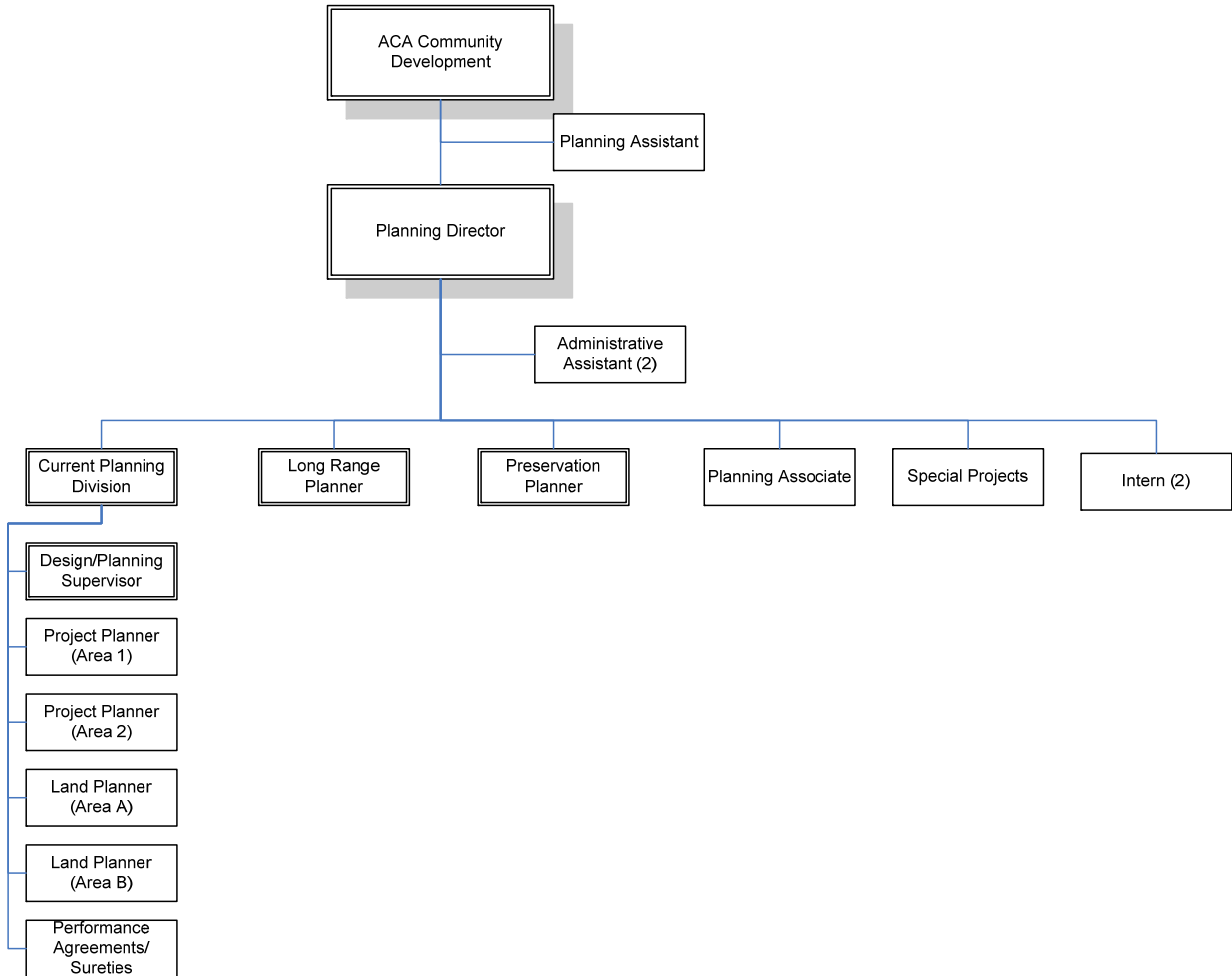 ACA Community
Development
Planning Assistant
Planning Director
Administrative
Assistant (2)
Current Planning
Division
Long Range
Planner
Preservation
Planner
Planning Associate
Special Projects
Intern (2)
Design/Planning
Supervisor
Project Planner
(Area 1)
Project Planner
(Area 2)
Land Planner
(Area A)
Land Planner
(Area B)
Performance
Agreements/
Sureties